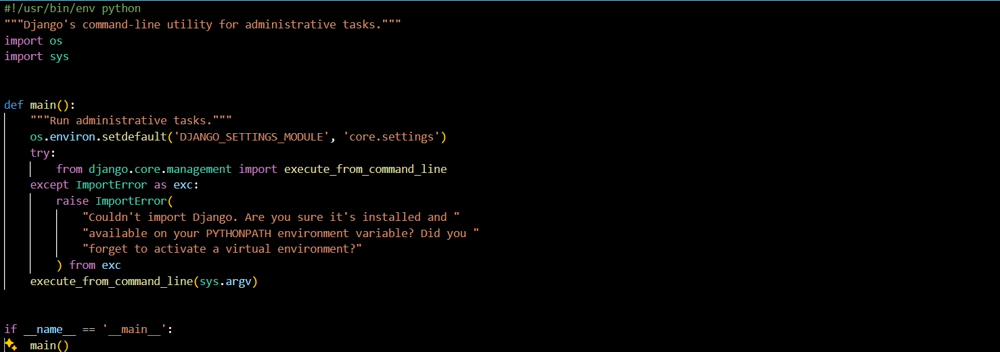 #!/usr/bin/env python
"""Django's command-line utility for administrative tasks."""
import os
import sys
def main():
    """Run administrative tasks."""
    os.environ.setdefault('DJANGO_SETTINGS_MODULE', 'core.settings')
    try:
        from django.core.management import execute_from_command_line
    except ImportError as exc:
        raise ImportError(
            "Couldn't import Django. Are you sure it's installed and "
            "available on your PYTHONPATH environment variable? Did you "
            "forget to activate a virtual environment?"
        ) from exc
    execute_from_command_line(sys.argv)
if __name__ == '__main__':
    main()